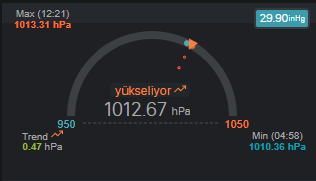 Max (12:21)
1013.31 hPa
29.90inHg
yükseliyor
1012.67 hPa
950
1050
Trend
0.47 hPa
Min (04:58)
1010.36 hPa